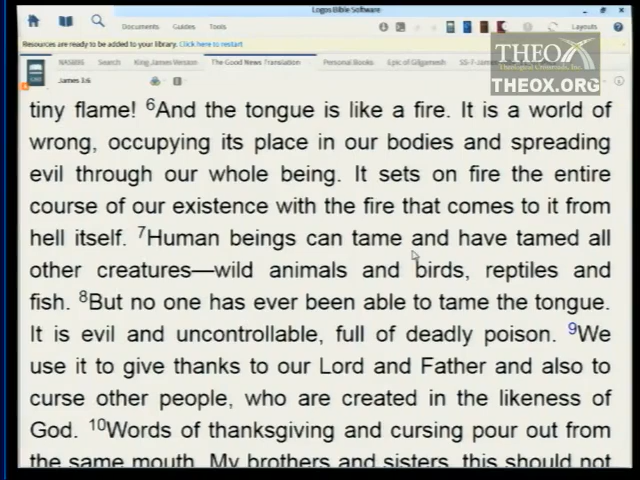 Logos Bible Software
Documents Guides Tools Layouts
Resources are ready to be added to your library. Click here to restart
NASB95 Search King James Version The Good News Translation Personal Books Epic of Gilgamesh
James 3:6
THEOX
Theological Universals, Inc.
THEOX.ORG
tiny flame! 6And the tongue is like a fire. It is a world of
wrong, occupying its place in our bodies and spreading
evil through our whole being. It sets on fire the entire
course of our existence with the fire that comes to it from
hell itself. 7Human beings can tame and have tamed all
other creatures—wild animals and birds, reptiles and
fish. 8But no one has ever been able to tame the tongue.
It is evil and uncontrollable, full of deadly poison. 9We
use it to give thanks to our Lord and Father and also to
curse other people, who are created in the likeness of
God. 10Words of thanksgiving and cursing pour out from
the same mouth. My brothers and sisters, this should not